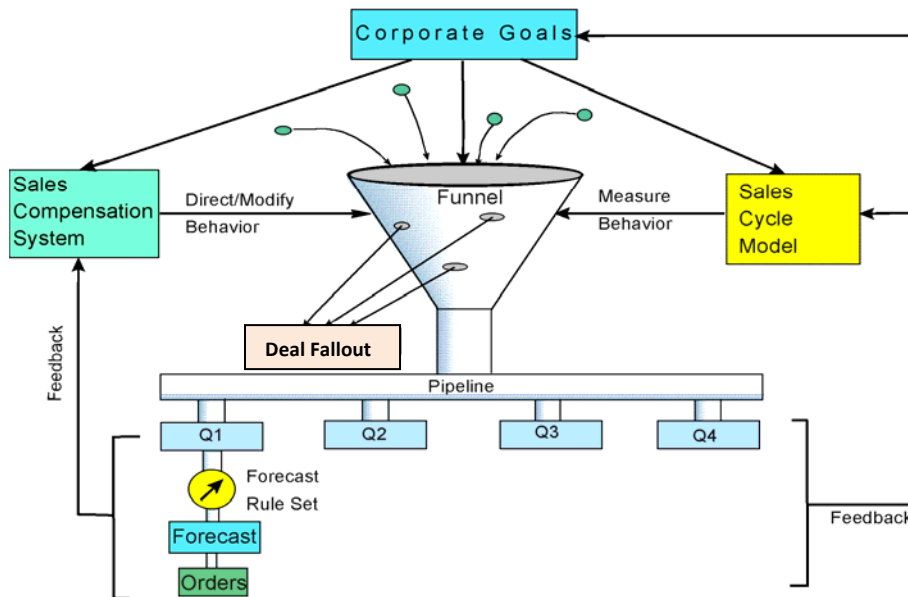 Corporate Goals
Sales
Compensation
System
Direct/Modify
Behavior
Funnel
Measure
Behavior
Sales
Cycle
Model
Deal Fallout
Feedback
Pipeline
Q1
Q2
Q3
Q4
Forecast
Rule Set
Forecast
Orders
Feedback